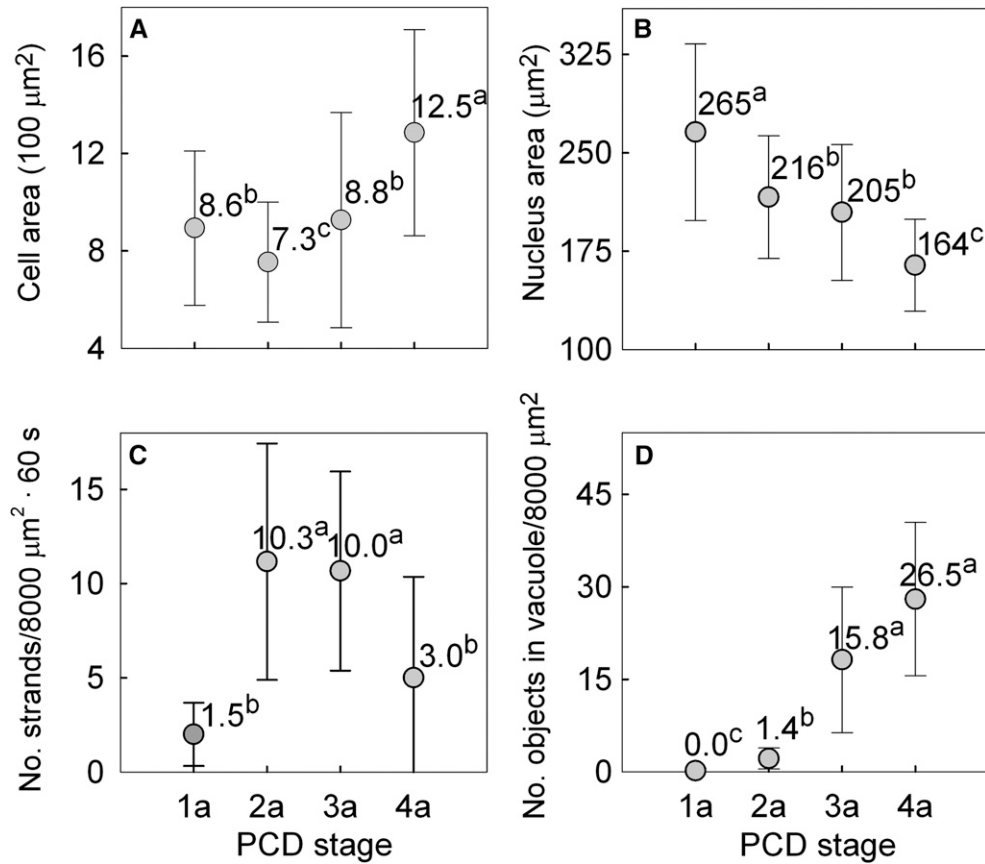 A
Cell area (100 μm²)
16
12
8
4
8.6ᵇ
7.3ᶜ
8.8ᵇ
12.5ᵃ
B
Nucleus area (μm²)
325
250
175
100
265ᵃ
216ᵇ
205ᵇ
164ᶜ
C
No. strands/8000 μm² · 60 s
15
10
5
0
1.5ᵇ
10.3ᵃ
10.0ᵃ
3.0ᵇ
1a 2a 3a 4a
PCD stage
D
No. objects in vacuole/8000 μm²
45
30
15
0
0.0ᶜ
1.4ᵇ
15.8ᵃ
26.5ᵃ
1a 2a 3a 4a
PCD stage